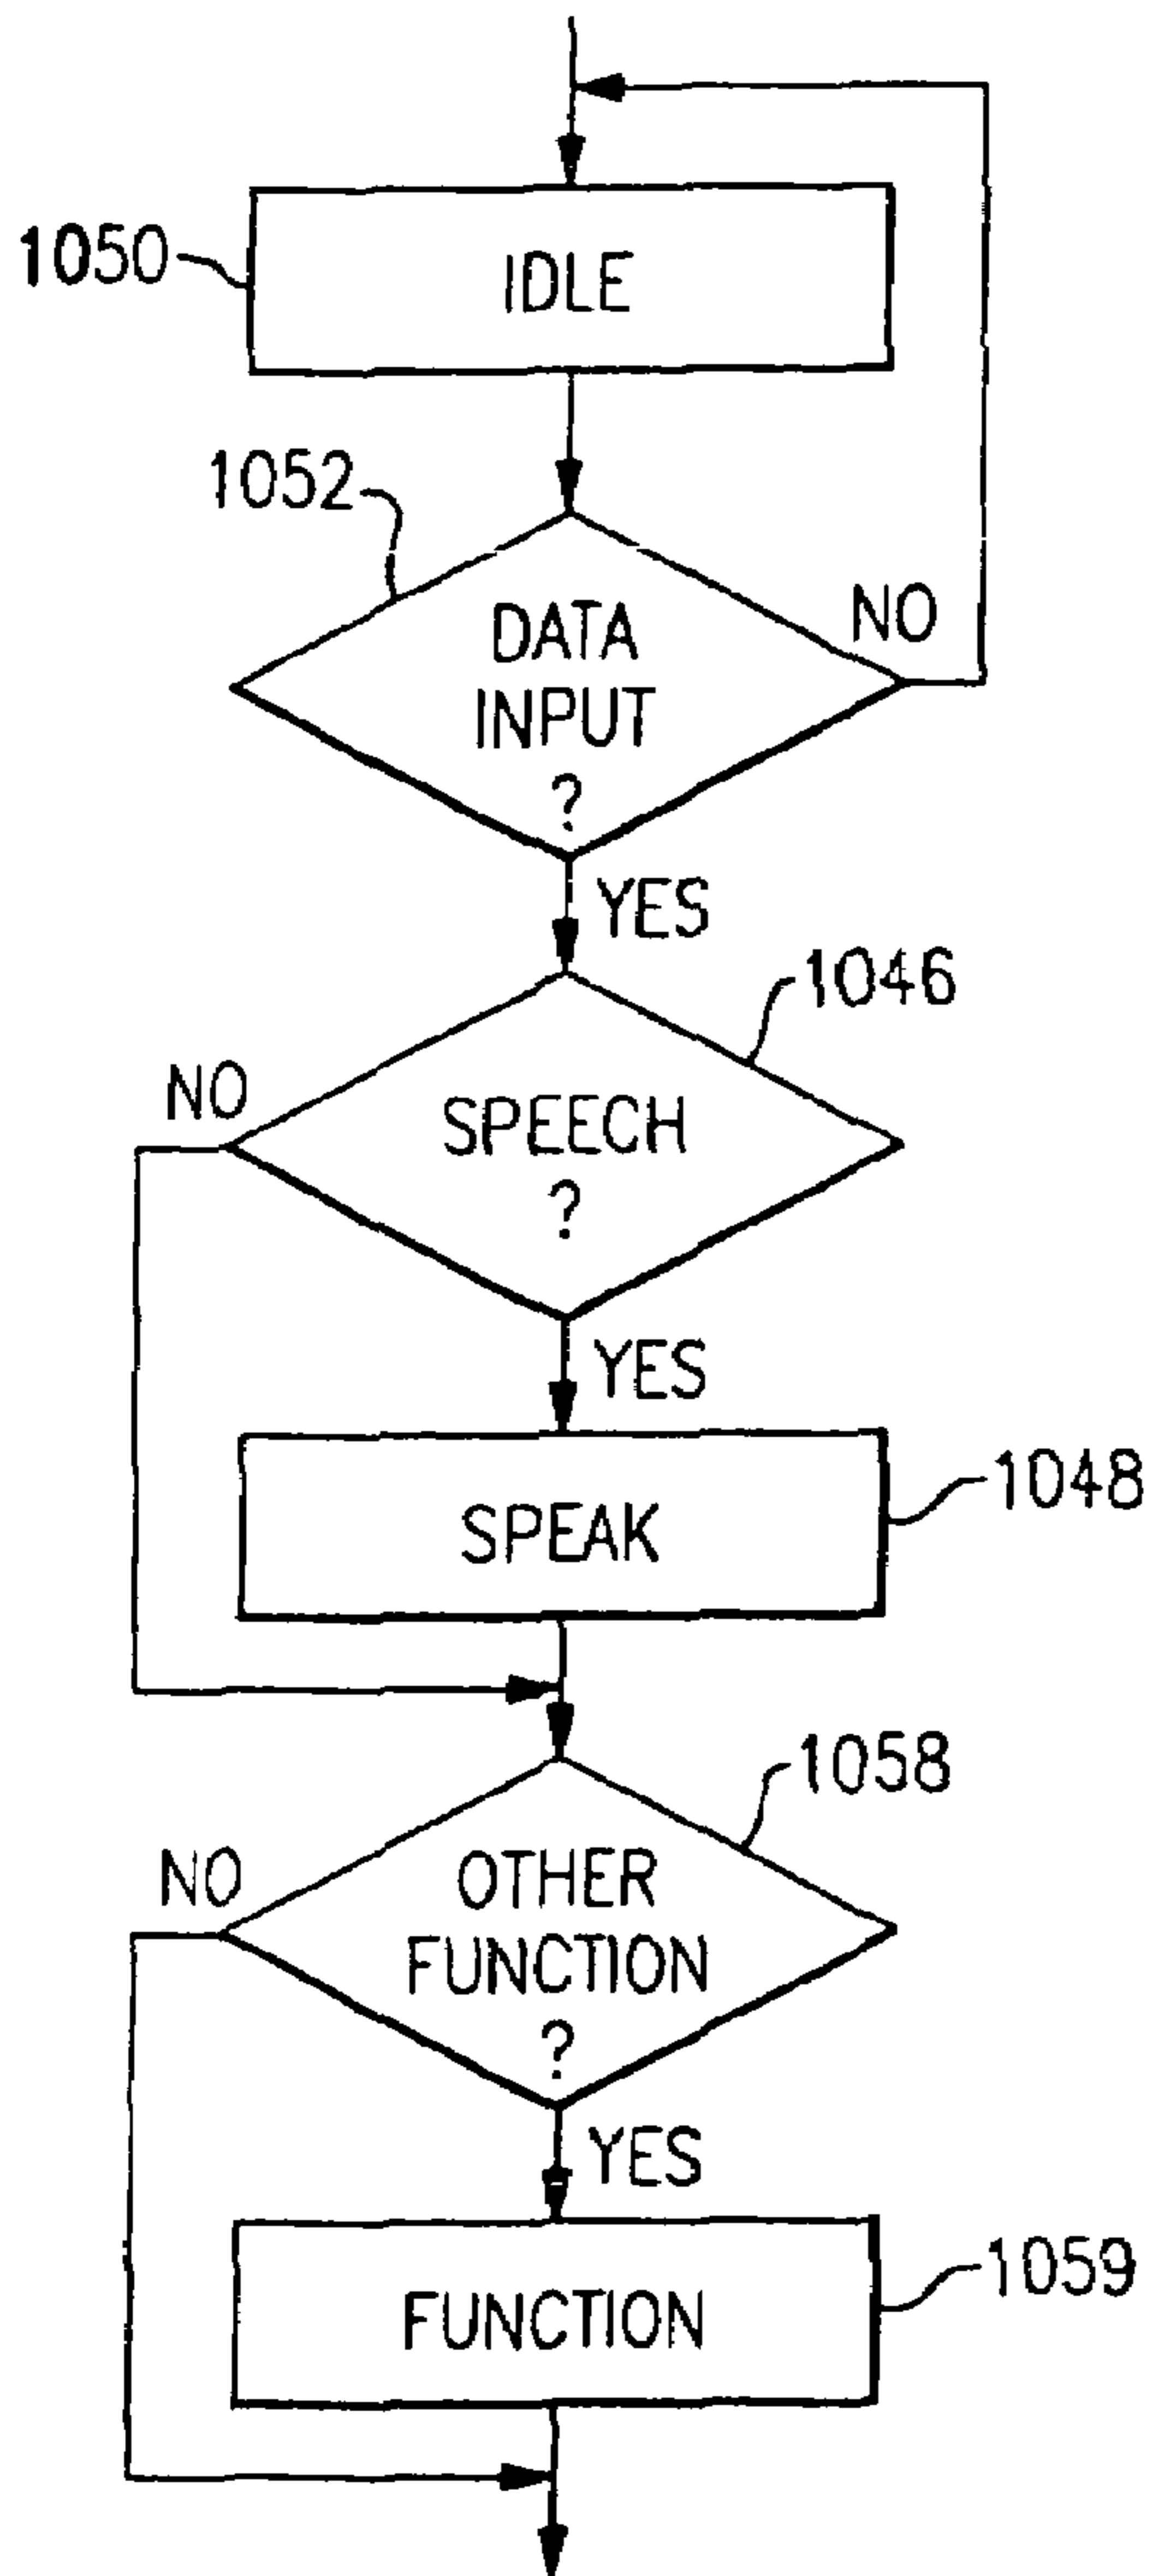 1050
IDLE
1052
DATA
INPUT
?
NO
YES
1046
NO
SPEECH
?
YES
SPEAK
1048
1058
NO
OTHER
FUNCTION
?
YES
FUNCTION
1059